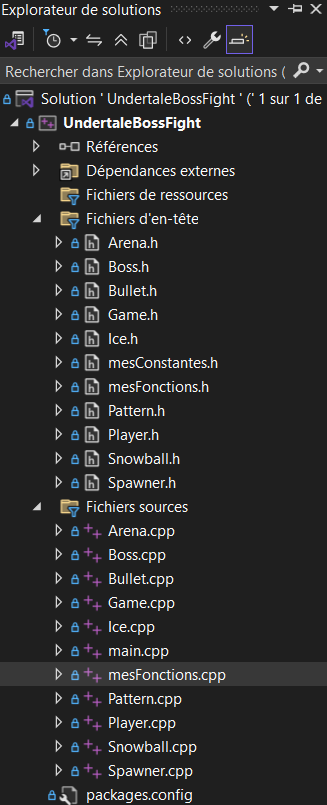 Explorateur de solutions
Rechercher dans Explorateur de solutions (
Solution ' UndertaleBossFight ' (' 1 sur 1 de
UndertaleBossFight
Références
Dépendances externes
Fichiers de ressources
Fichiers d'en-tête
Arena.h
Boss.h
Bullet.h
Game.h
Ice.h
mesConstantes.h
mesFonctions.h
Pattern.h
Player.h
Snowball.h
Spawner.h
Fichiers sources
Arena.cpp
Boss.cpp
Bullet.cpp
Game.cpp
Ice.cpp
main.cpp
mesFonctions.cpp
Pattern.cpp
Player.cpp
Snowball.cpp
Spawner.cpp
packages.config